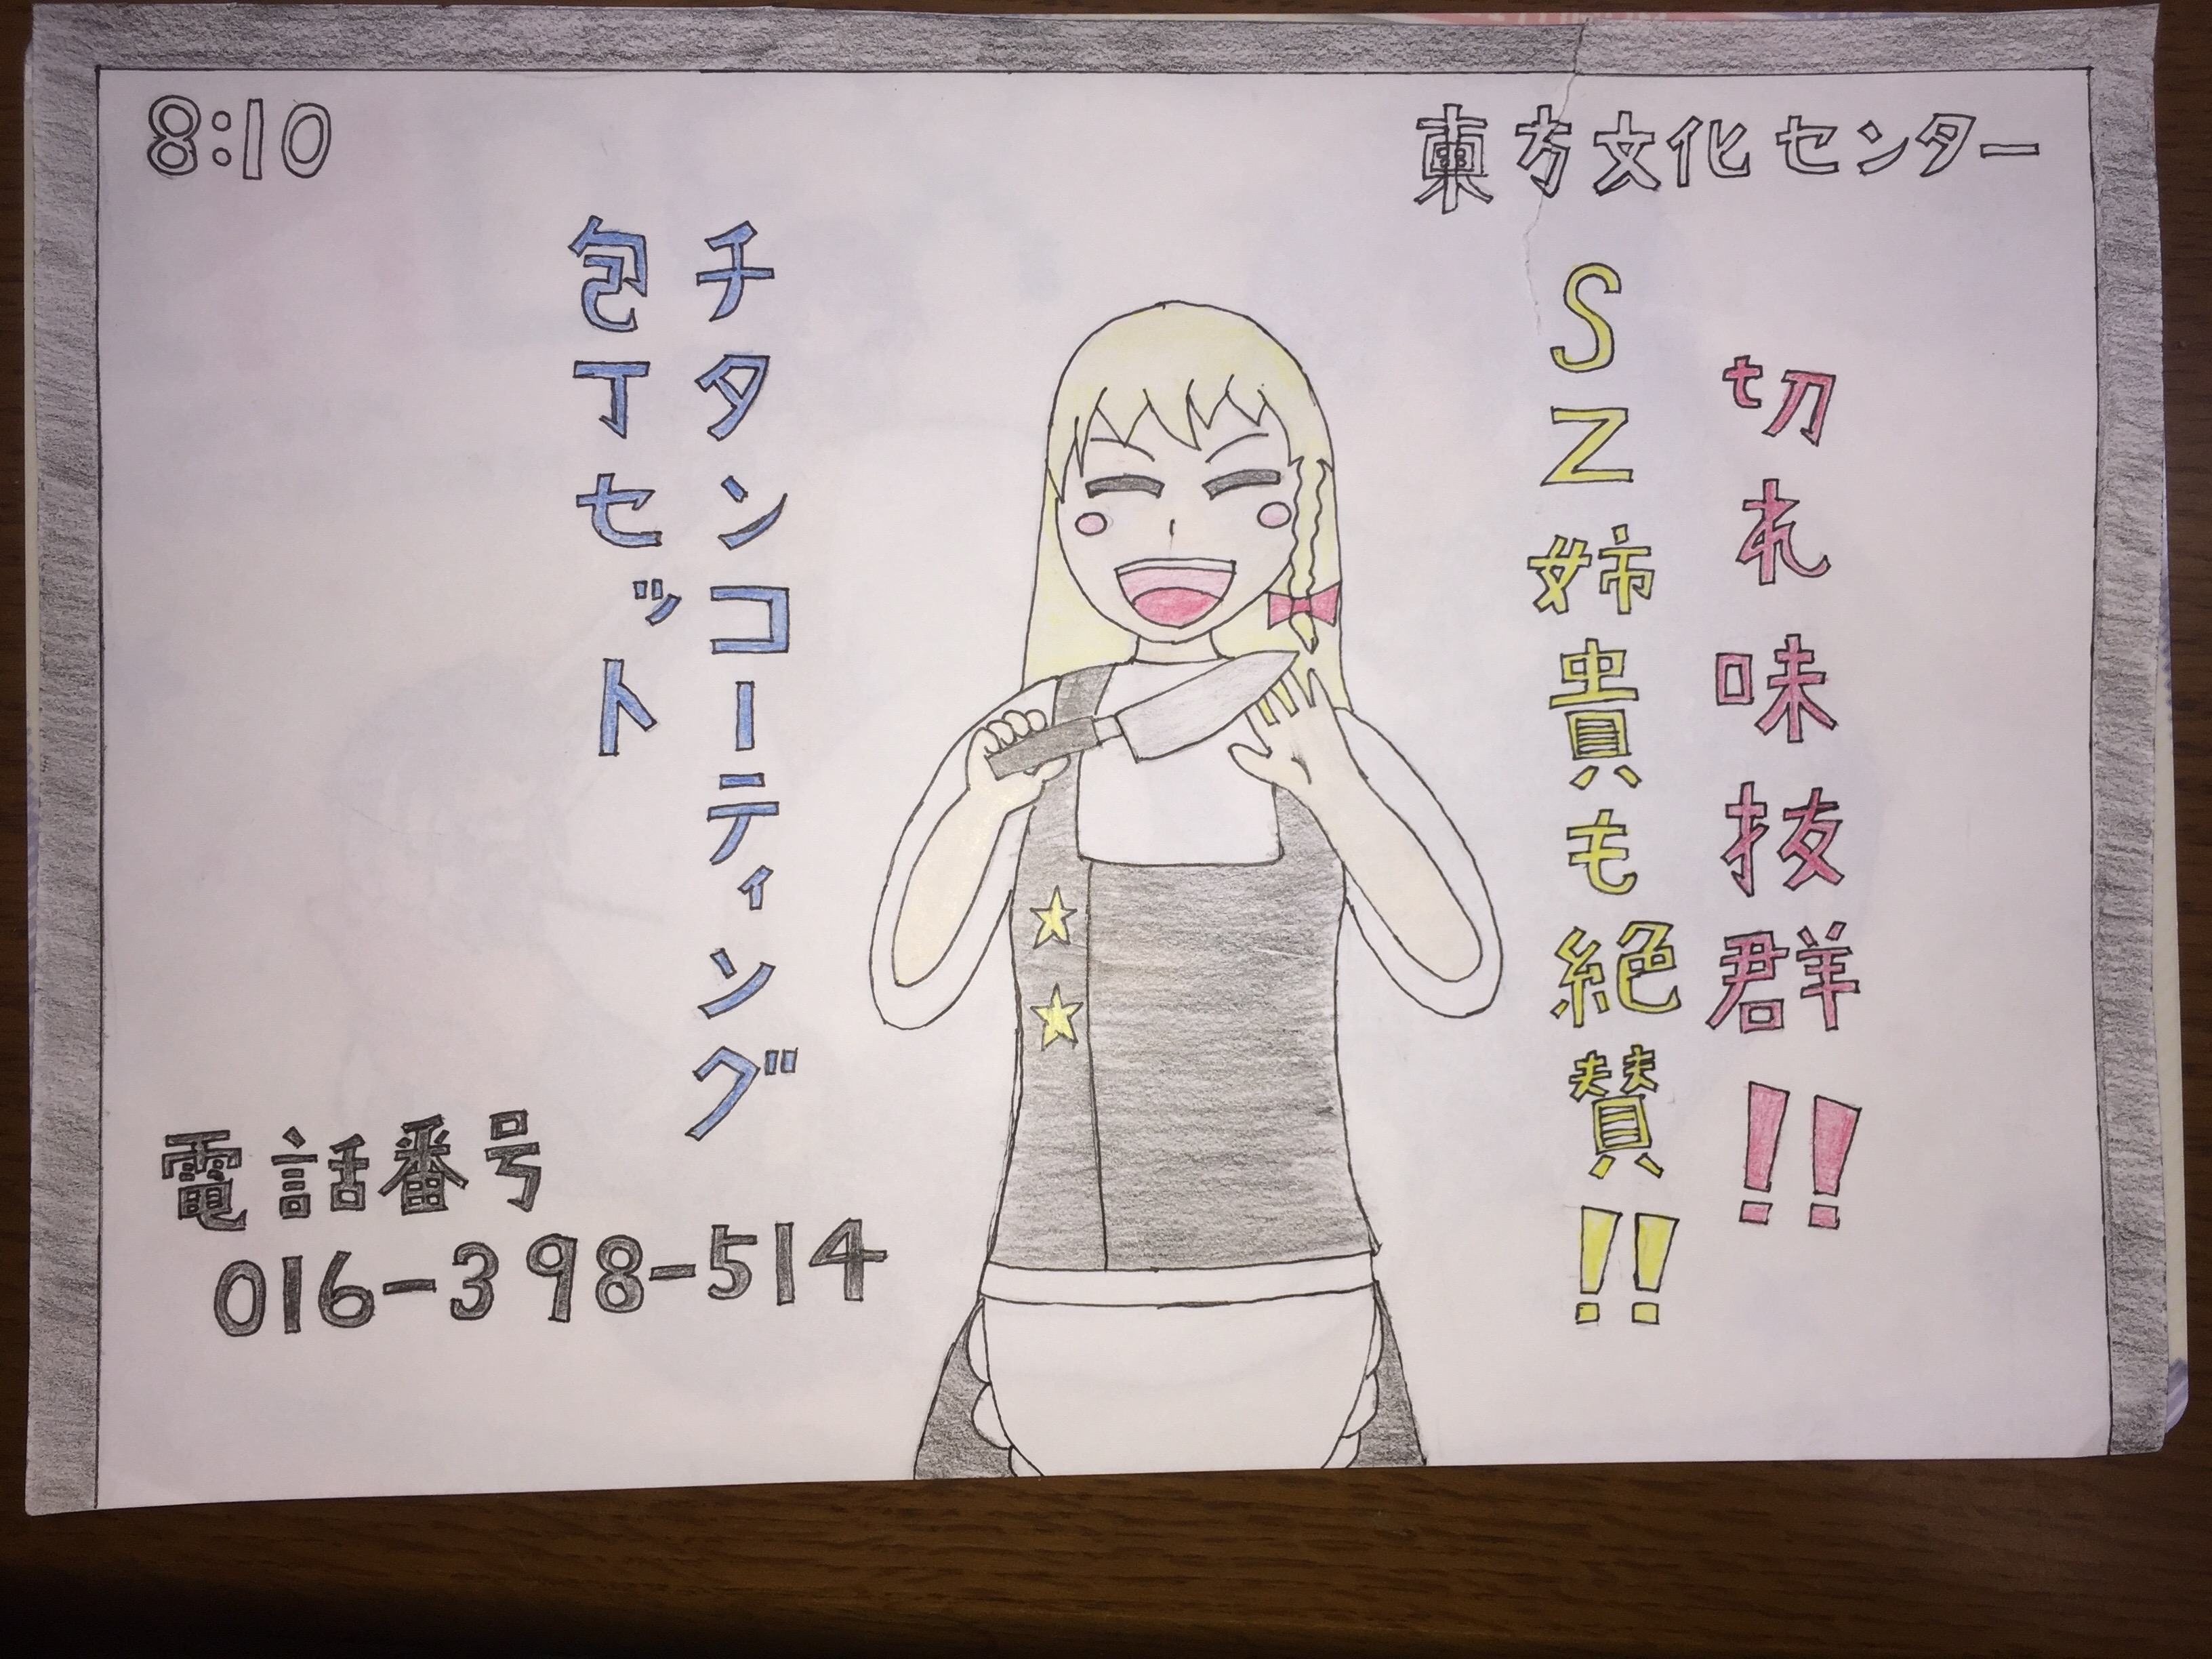 8:10
東方文化センター
切れ味抜群!!
SZ姉貴も絶賛!!
チタンコーティング
包丁セット
電話番号
016-398-514